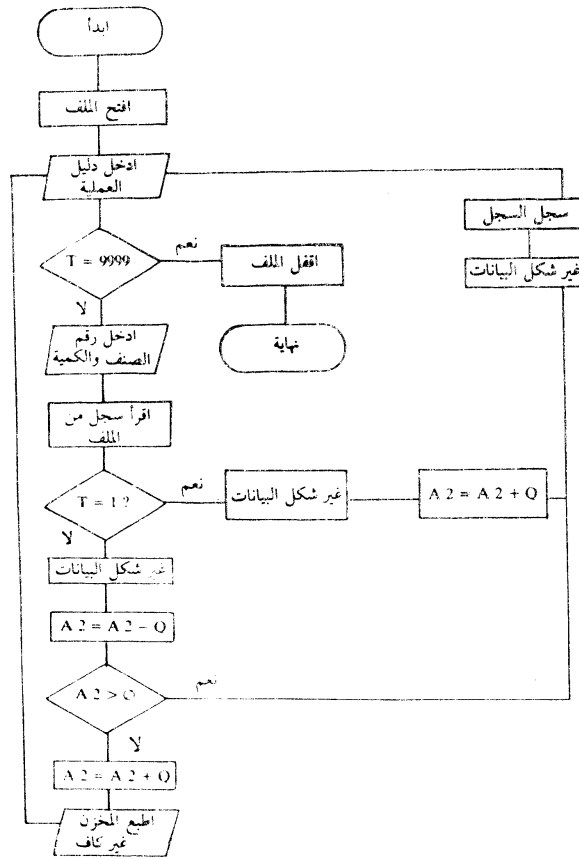 ابدأ
افتح الملف
ادخل دليل
العملية
T = 9999
نعم
اقفل الملف
نهاية
لا
ادخل رقم
الصنف والكمية
اقرأ سجل من
الملف
T = 1 ?
نعم
غير شكل البيانات
A 2 = A 2 + Q
سجل السجل
غير شكل البيانات
لا
غير شكل البيانات
A 2 = A 2 – Q
A 2 > O
نعم
لا
A 2 = A 2 + Q
اطبع المخزن
غير كاف